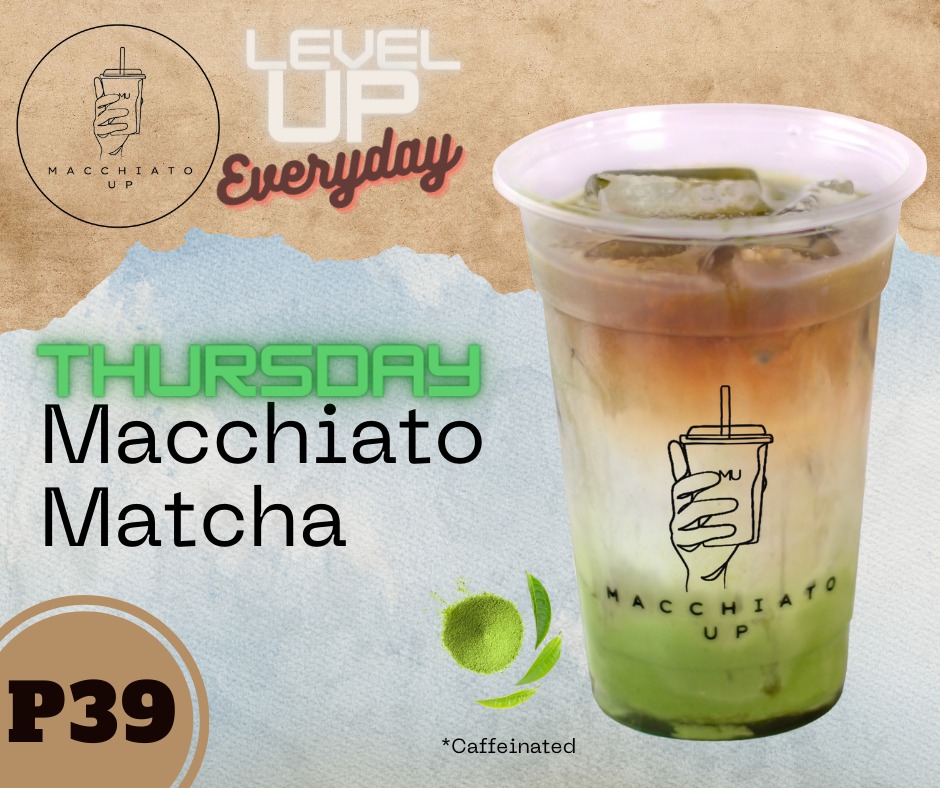 MU
MACCHIATO
UP
LEVEL
UP
Everyday
THURSDAY
Macchiato
Matcha
MU
MACCHIATO
UP
P39
*Caffeinated